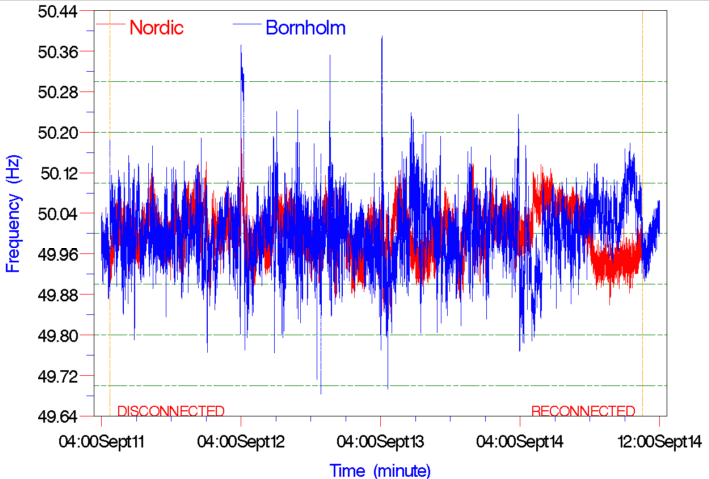 50.44
Nordic Bornholm
50.36
50.28
50.20
50.12
50.04
49.96
49.88
49.80
49.72
49.64
Frequency (Hz)
DISCONNECTED RECONNECTED
04:00Sept11 04:00Sept12 04:00Sept13 04:00Sept14 12:00Sept14
Time (minute)